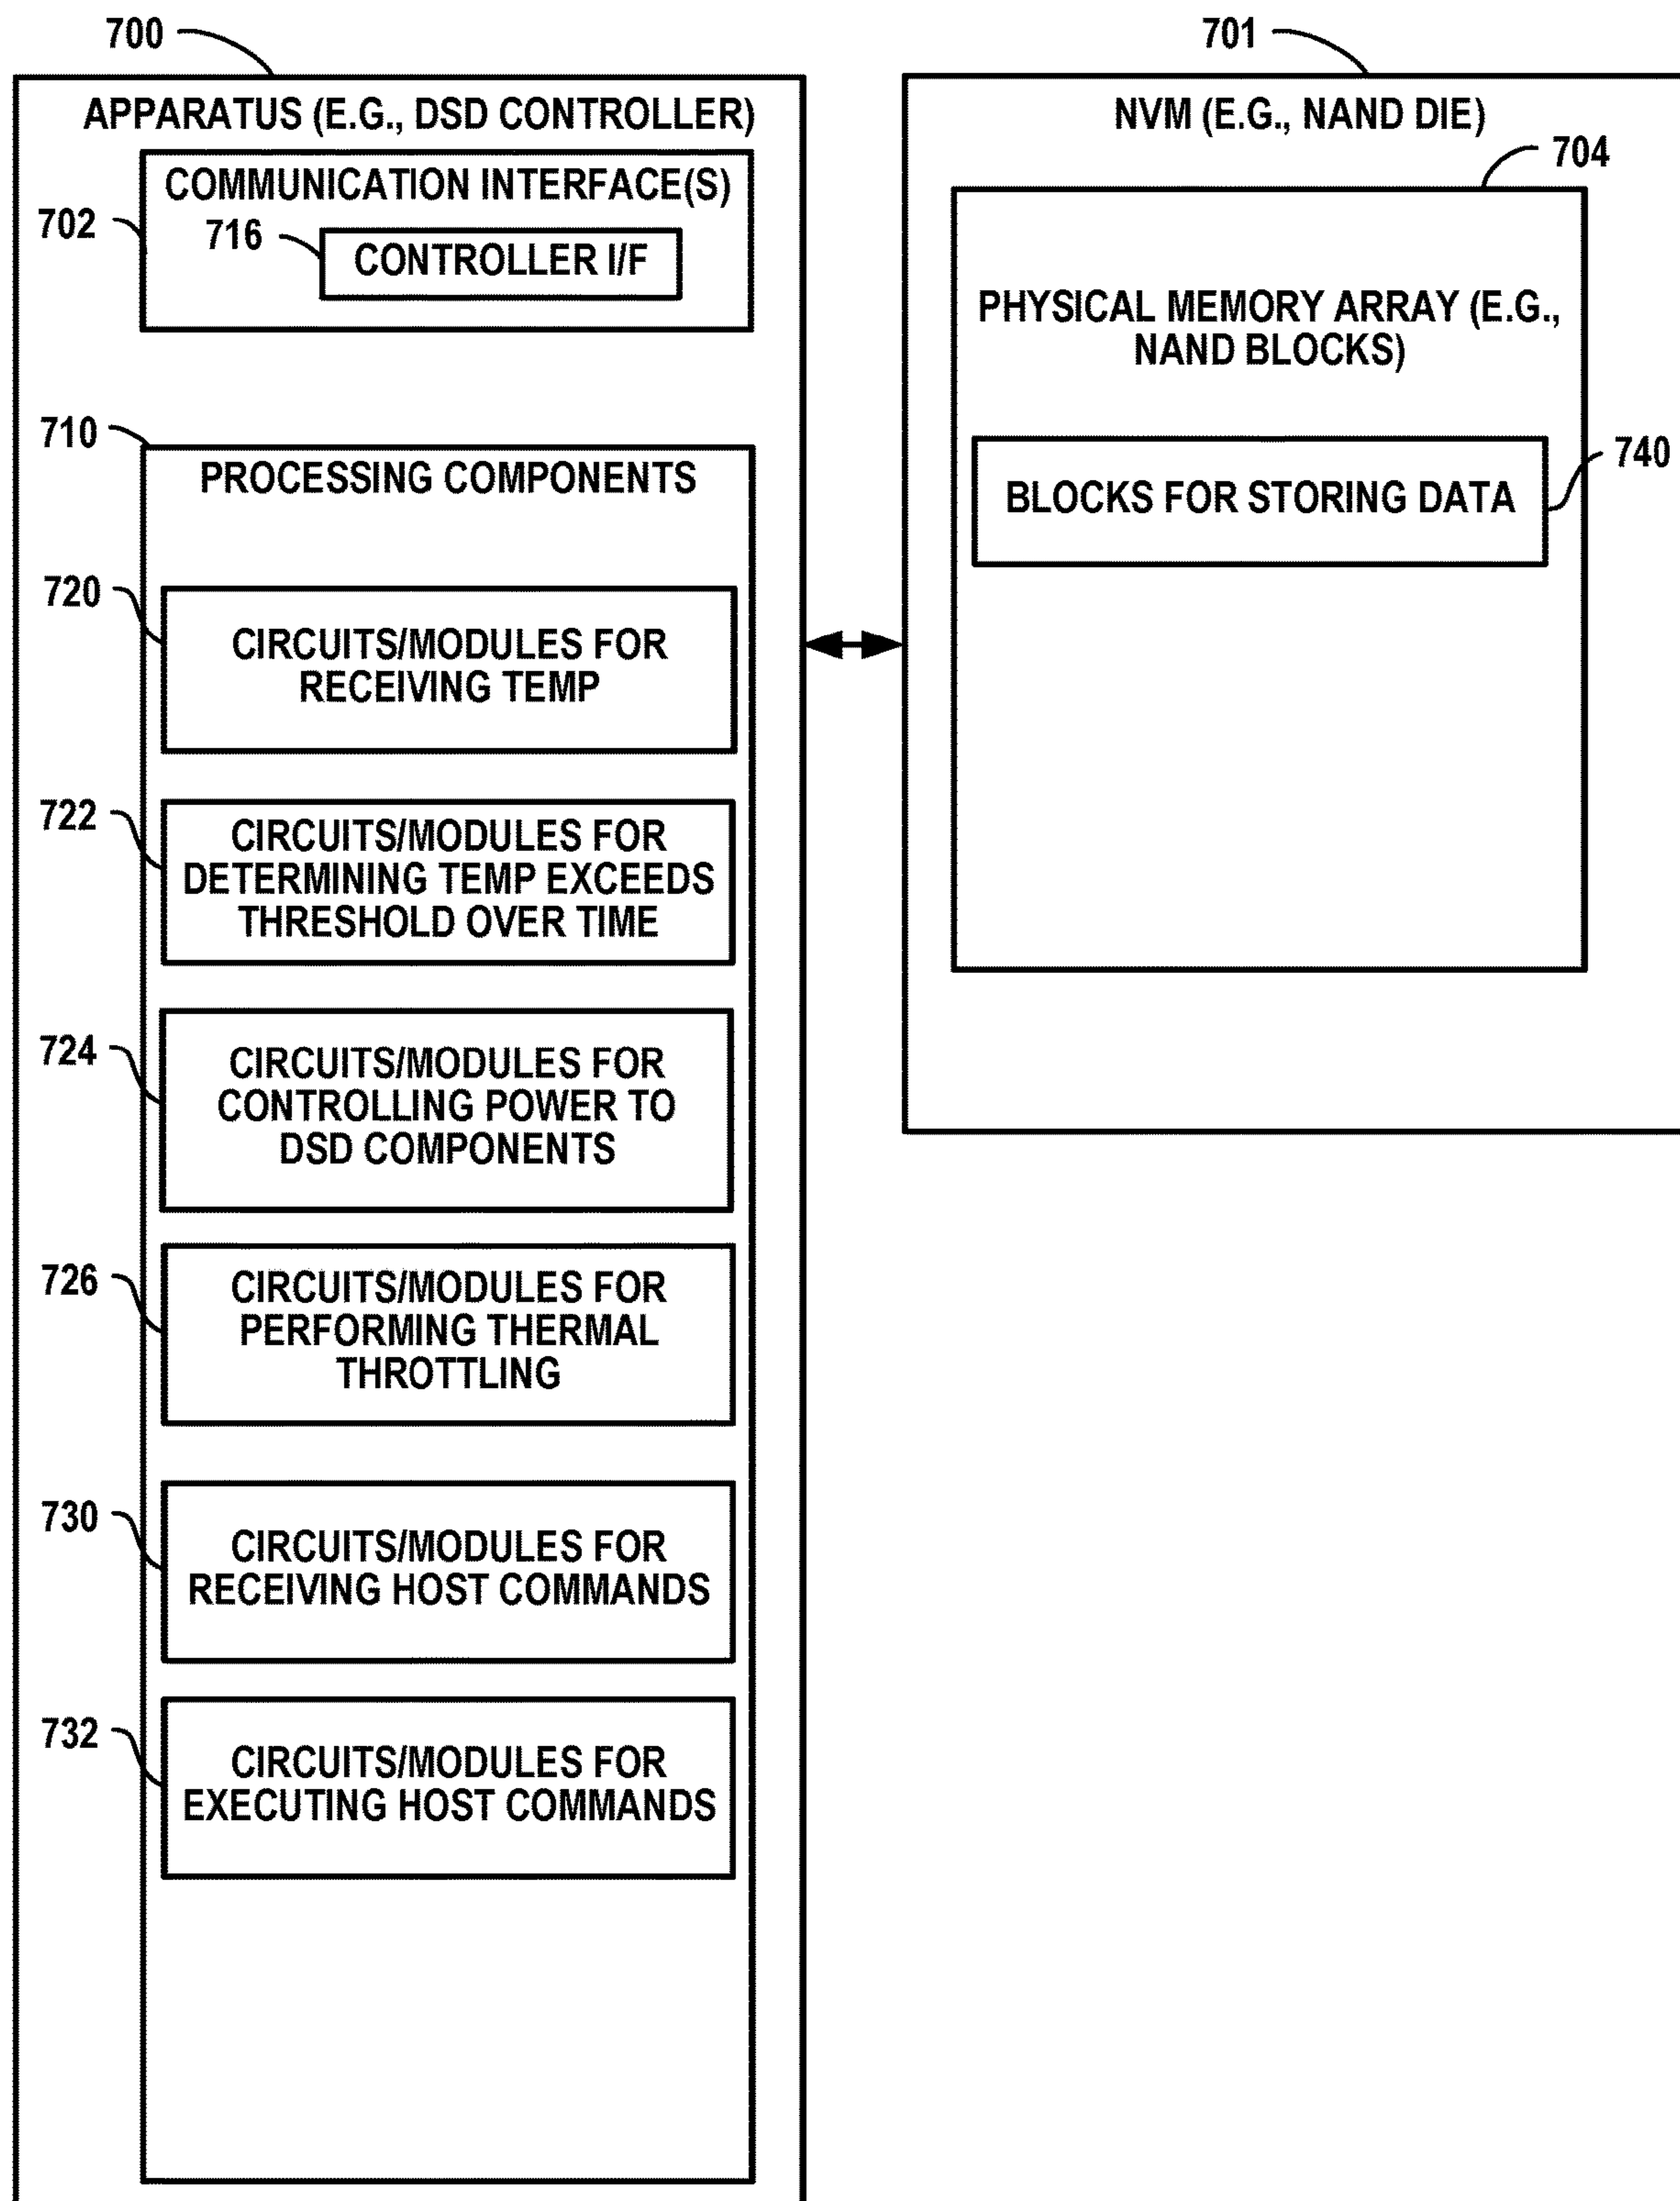 700
APPARATUS (E.G., DSD CONTROLLER)
COMMUNICATION INTERFACE(S)
702
716
CONTROLLER I/F
710
PROCESSING COMPONENTS
720
CIRCUITS/MODULES FOR
RECEIVING TEMP
722
CIRCUITS/MODULES FOR
DETERMINING TEMP EXCEEDS
THRESHOLD OVER TIME
724
CIRCUITS/MODULES FOR
CONTROLLING POWER TO
DSD COMPONENTS
726
CIRCUITS/MODULES FOR
PERFORMING THERMAL
THROTTLING
730
CIRCUITS/MODULES FOR
RECEIVING HOST COMMANDS
732
CIRCUITS/MODULES FOR
EXECUTING HOST COMMANDS
701
NVM (E.G., NAND DIE)
704
PHYSICAL MEMORY ARRAY (E.G.,
NAND BLOCKS)
740
BLOCKS FOR STORING DATA